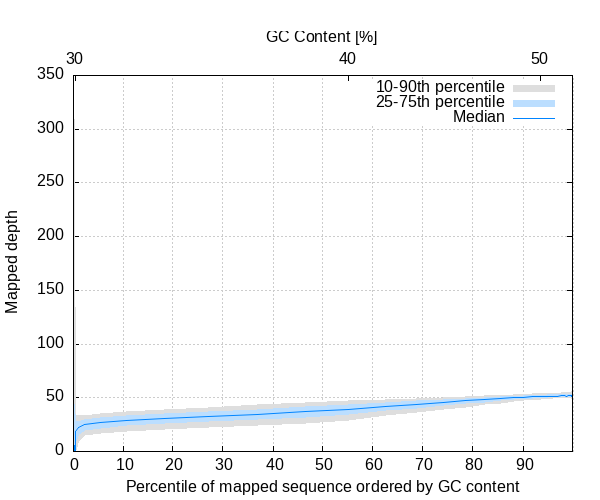 GC Content [%]
30 40 50
350
300
250
200
150
100
50
0
10-90th percentile
25-75th percentile
Median
Mapped depth
0 10 20 30 40 50 60 70 80 90
Percentile of mapped sequence ordered by GC content